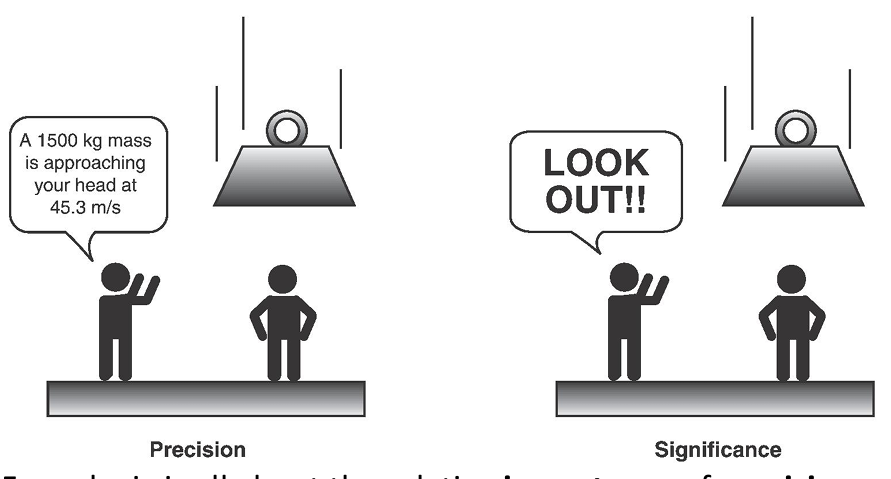 A 1500 kg mass
is approaching
your head at
45.3 m/s
LOOK
OUT!!
Precision
Significance